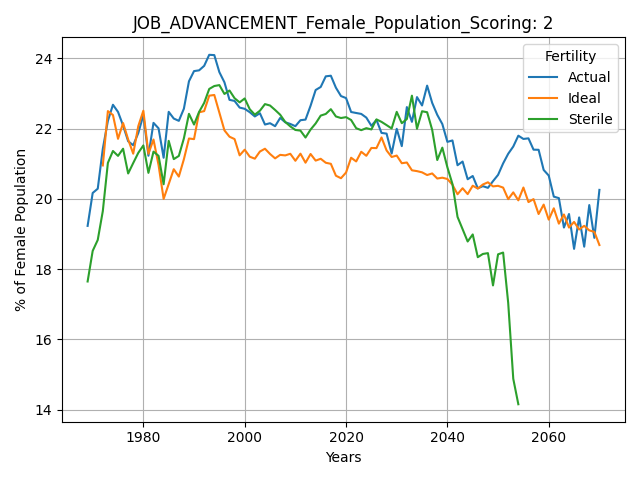 JOB_ADVANCEMENT_Female_Population_Scoring: 2
Fertility
Actual
Ideal
Sterile
% of Female Population
24
22
20
18
16
14
1980
2000
2020
2040
2060
Years